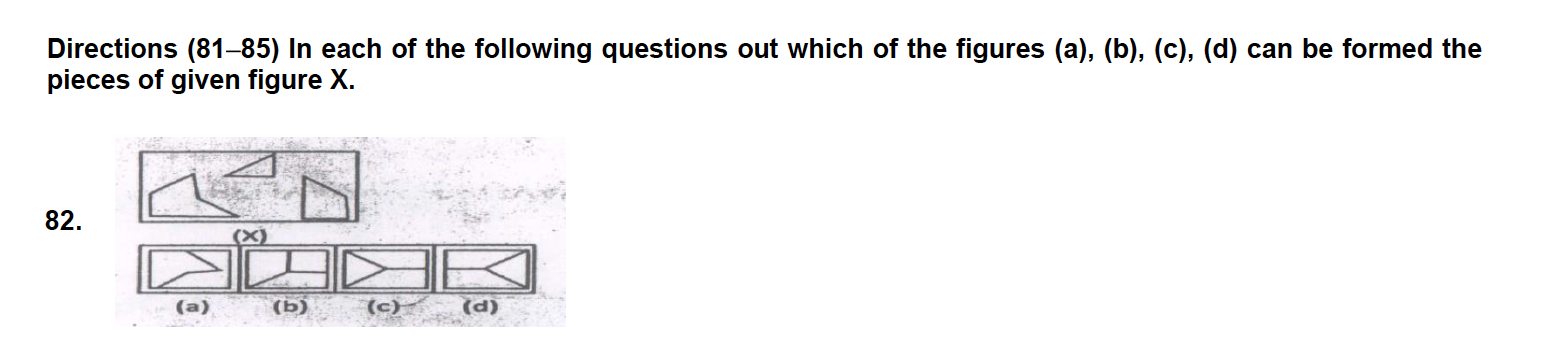 Directions (81–85) In each of the following questions out which of the figures (a), (b), (c), (d) can be formed the
pieces of given figure X.
82.
(X)
(a) (b) (c) (d)